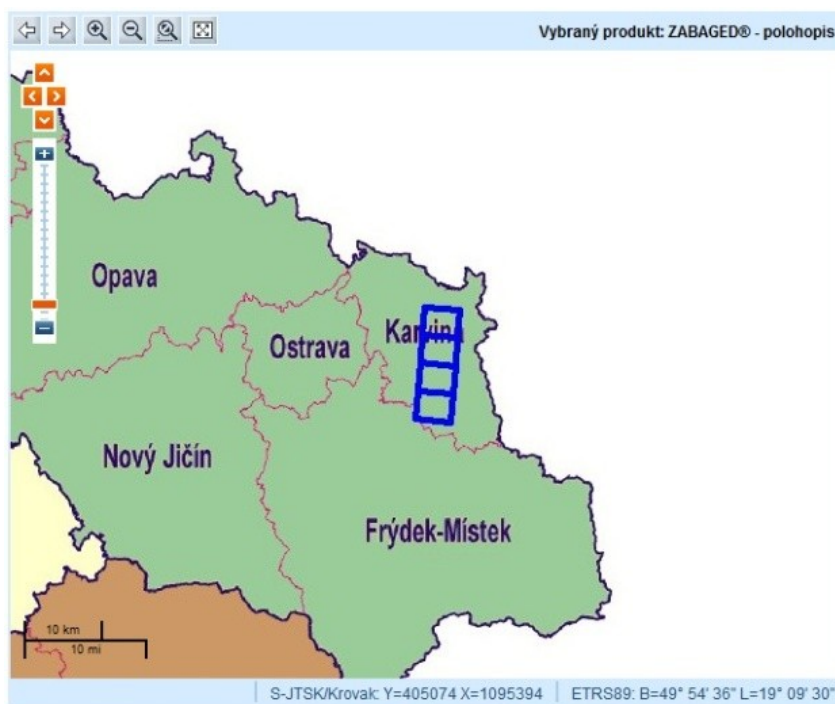 Vybraný produkt: ZABAGED® - polohopis
Opava
Karviná
Ostrava
Nový Jičín
Frýdek-Místek
10 km
10 mi
S-JTSK/Krovak: Y=405074 X=1095394 ETRS89: B=49° 54' 36" L=19° 09' 30"